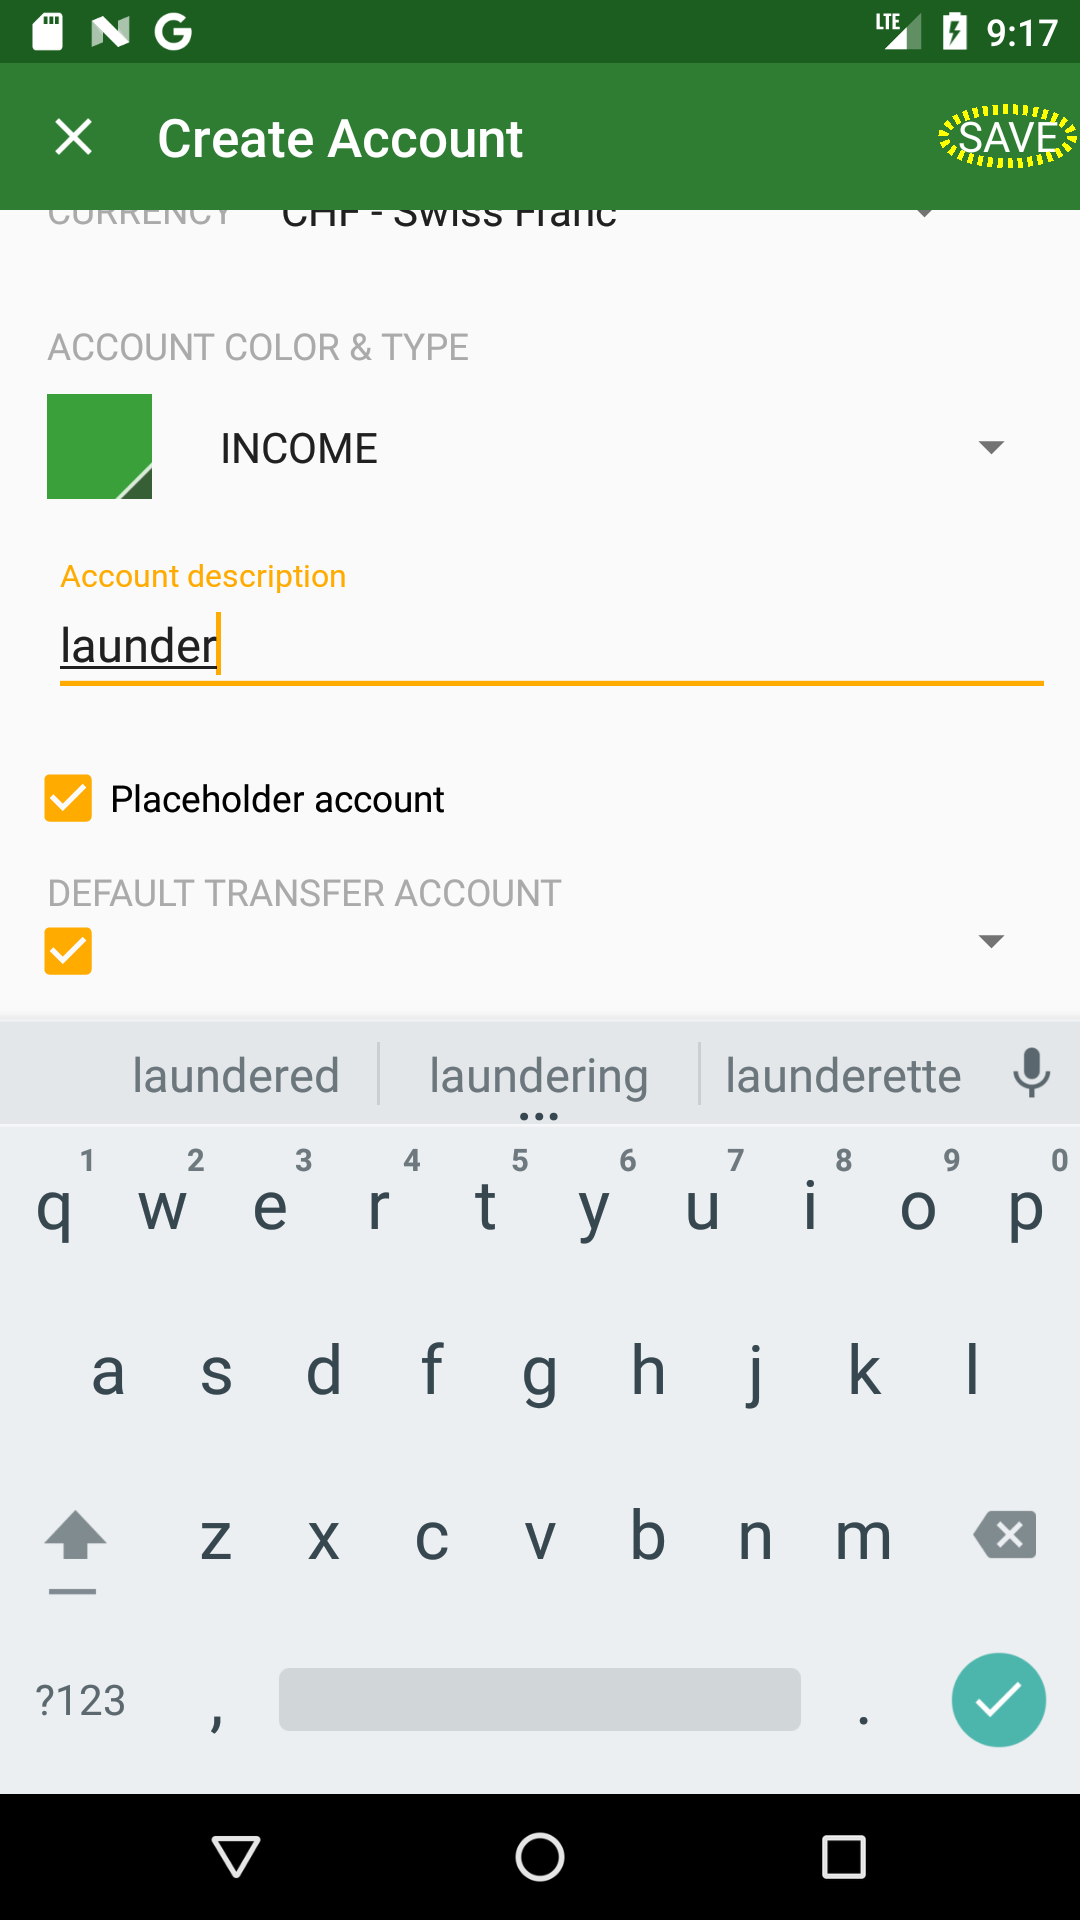 LTE 9:17
Create Account SAVE
CURRENCY CHF - Swiss Franc
ACCOUNT COLOR & TYPE
INCOME
Account description
launder
Placeholder account
DEFAULT TRANSFER ACCOUNT
laundered laundering launderette
1 2 3 4 5 6 7 8 9 0
q w e r t y u i o p
a s d f g h j k l
z x c v b n m
?123 , .